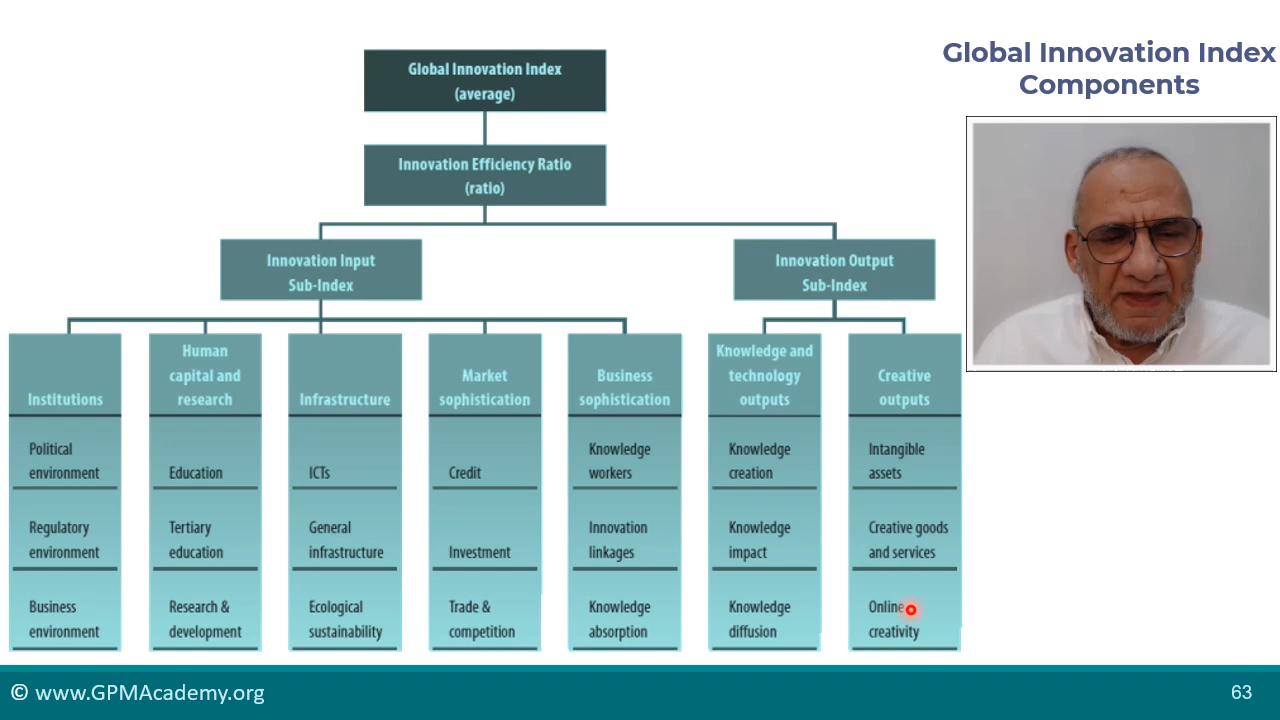 Global Innovation Index
Components
Global Innovation Index
(average)
Innovation Efficiency Ratio
(ratio)
Innovation Input
Sub-Index
Innovation Output
Sub-Index
Institutions
Political
environment
Regulatory
environment
Business
environment
Human
capital and
research
Education
Tertiary
education
Research &
development
Infrastructure
ICTs
General
infrastructure
Ecological
sustainability
Market
sophistication
Credit
Investment
Trade &
competition
Business
sophistication
Knowledge
workers
Innovation
linkages
Knowledge
absorption
Knowledge and
technology
outputs
Knowledge
creation
Knowledge
impact
Knowledge
diffusion
Creative
outputs
Intangible
assets
Creative goods
and services
Online
creativity
© www.GPMAcademy.org
63